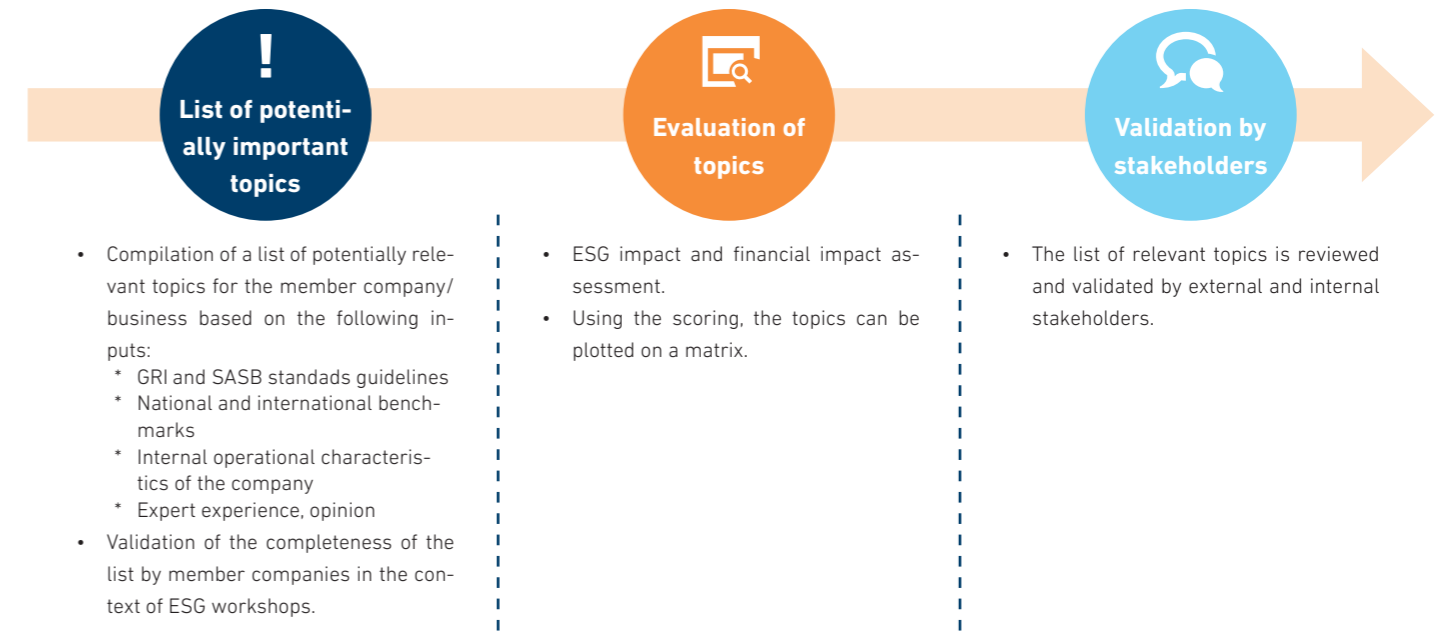 !
List of potenti-
ally important
topics
Evaluation of
topics
Validation by
stakeholders
• Compilation of a list of potentially rele-
vant topics for the member company/
business based on the following in-
puts:
* GRI and SASB standads guidelines
* National and international bench-
marks
* Internal operational characteris-
tics of the company
* Expert experience, opinion
• Validation of the completeness of the
list by member companies in the con-
text of ESG workshops.
• ESG impact and financial impact as-
sessment.
• Using the scoring, the topics can be
plotted on a matrix.
• The list of relevant topics is reviewed
and validated by external and internal
stakeholders.